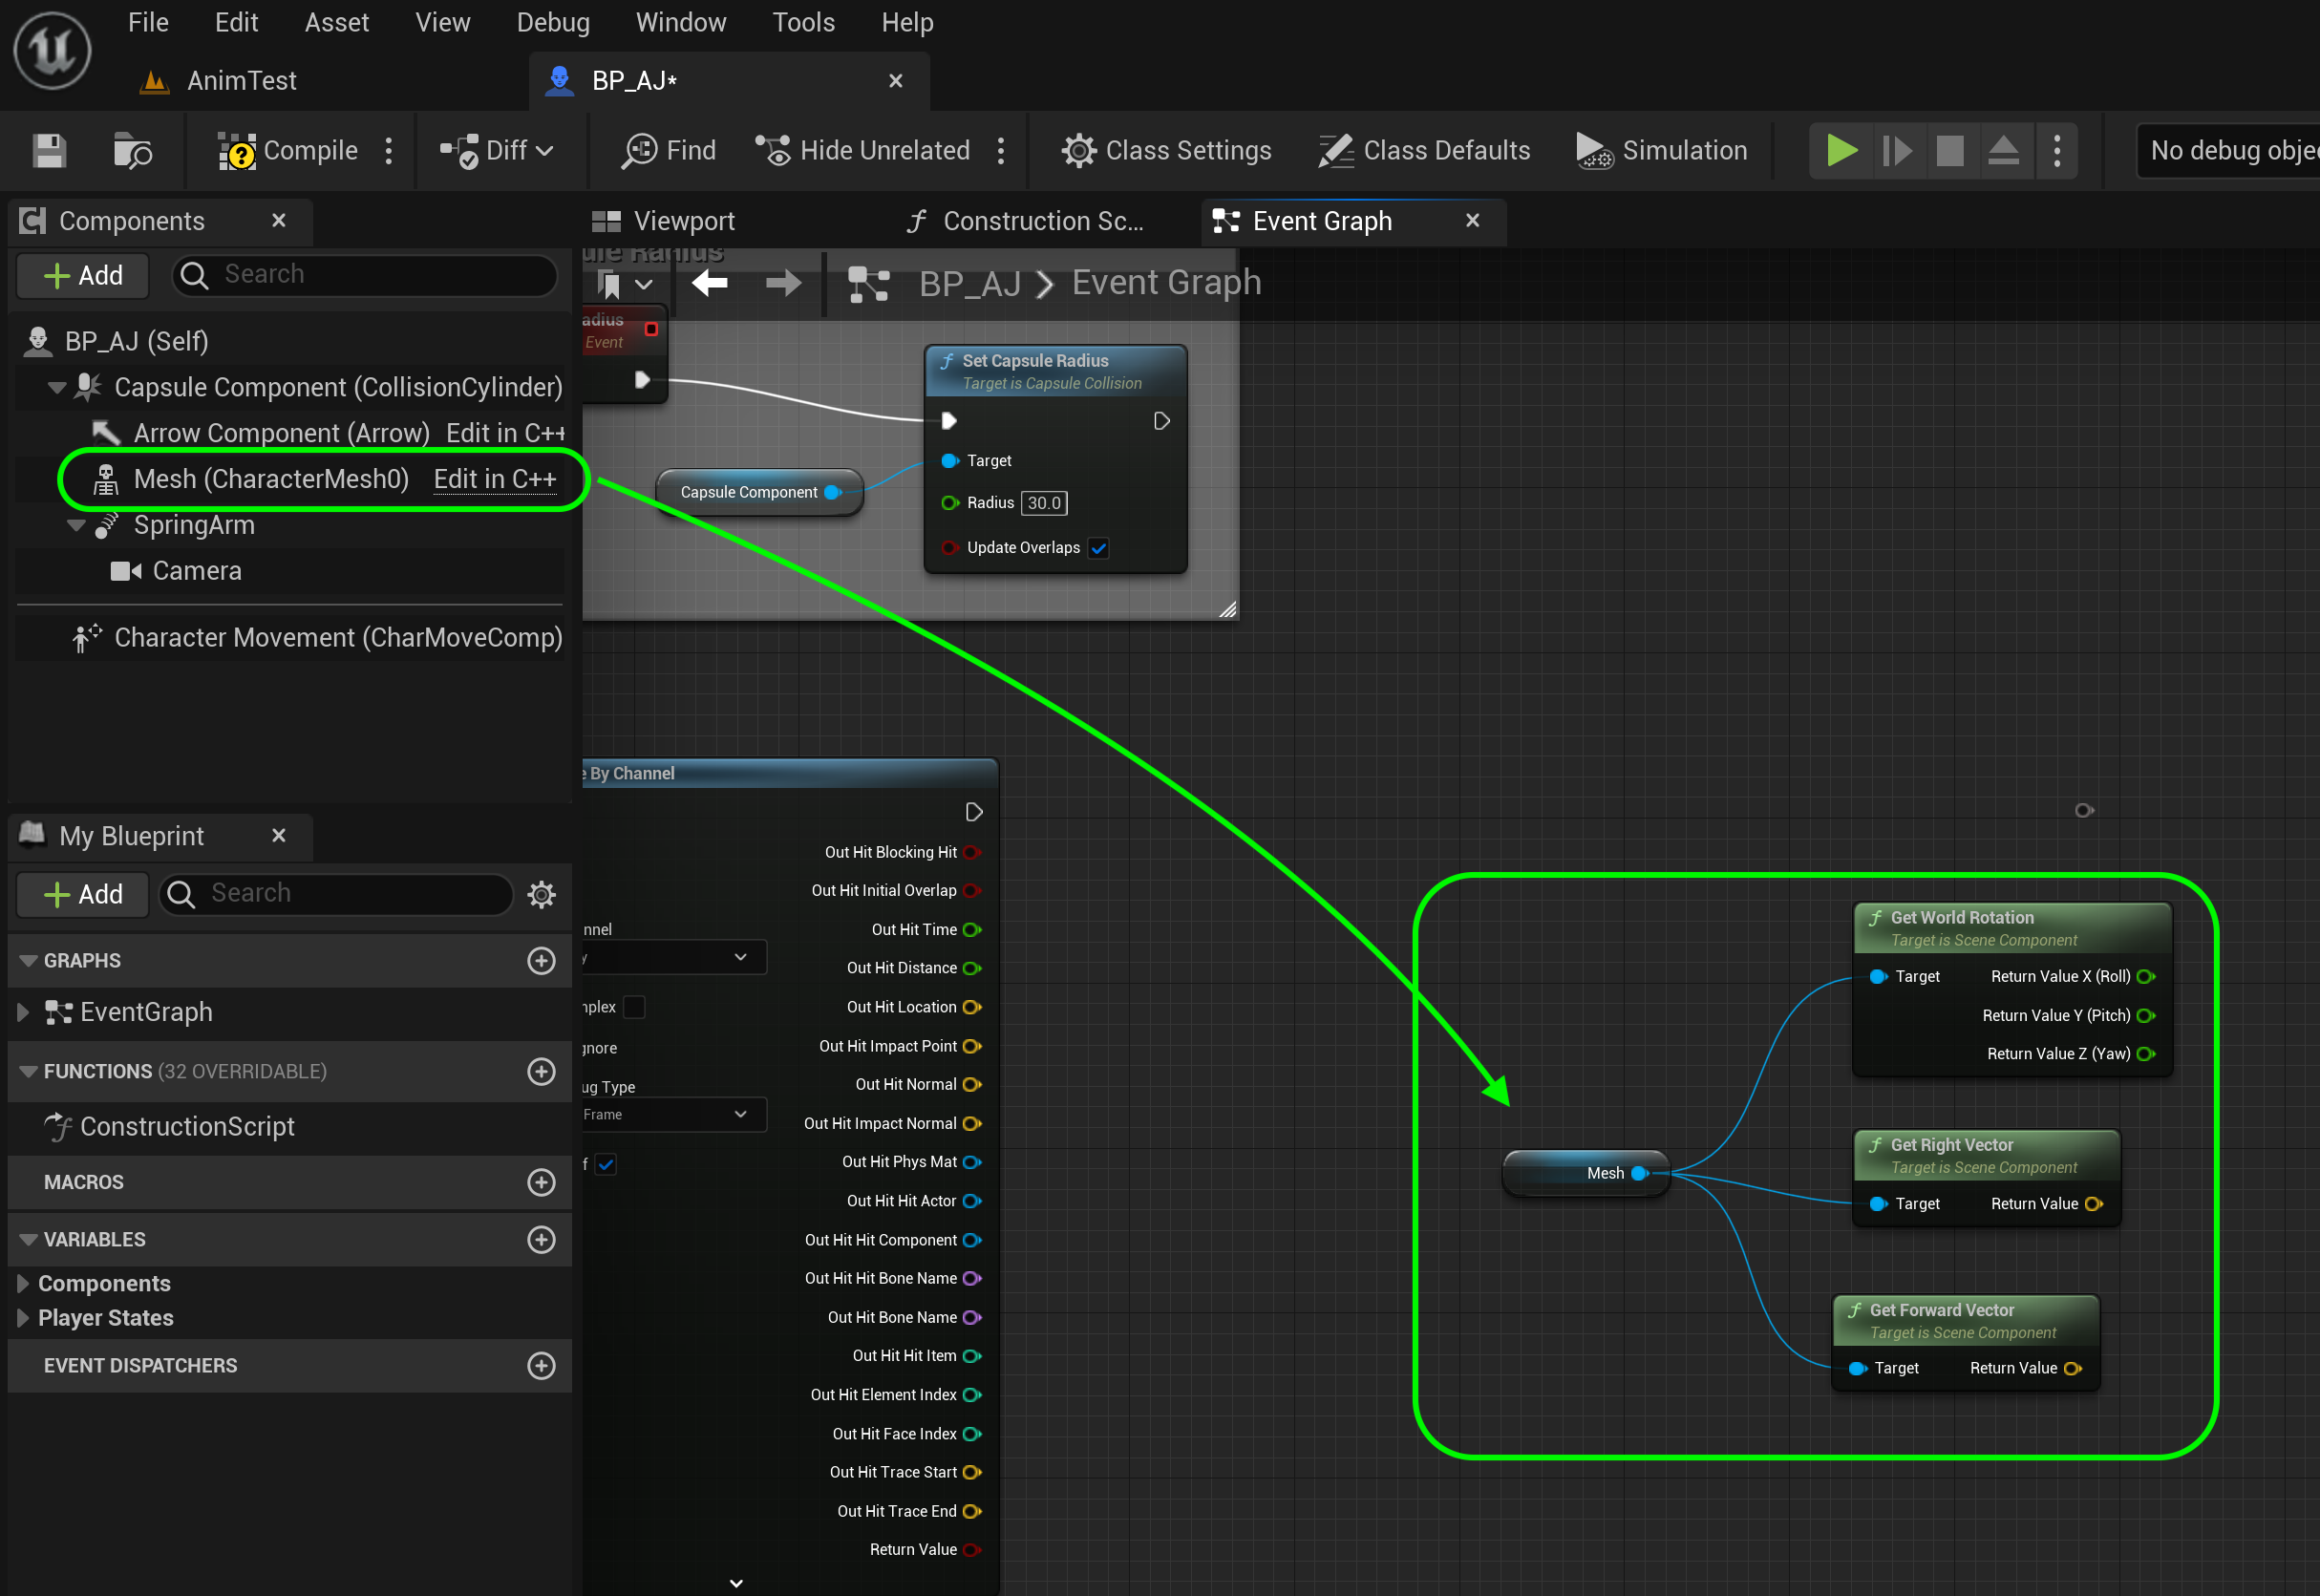 File Edit Asset View Debug Window Tools Help
AnimTest
BP_AJ*
Compile
Diff
Find
Hide Unrelated
Class Settings
Class Defaults
Simulation
No debug obje
Components
Add
Search
BP_AJ (Self)
Capsule Component (CollisionCylinder)
Arrow Component (Arrow) Edit in C++
Mesh (CharacterMesh0) Edit in C++
SpringArm
Camera
Character Movement (CharMoveComp)
My Blueprint
Add
Search
GRAPHS
EventGraph
FUNCTIONS (32 OVERRIDABLE)
ConstructionScript
MACROS
VARIABLES
Components
Player States
EVENT DISPATCHERS
Viewport
Construction Sc...
Event Graph
ule Radius
BP_AJ > Event Graph
adius
Event
Capsule Component
Set Capsule Radius
Target is Capsule Collision
Target
Radius 30.0
Update Overlaps
e By Channel
Out Hit Blocking Hit
Out Hit Initial Overlap
nnel
Out Hit Time
y
Out Hit Distance
mplex
Out Hit Location
gnore
Out Hit Impact Point
ug Type
Out Hit Normal
Frame
Out Hit Impact Normal
f
Out Hit Phys Mat
Out Hit Hit Actor
Out Hit Hit Component
Out Hit Hit Bone Name
Out Hit Bone Name
Out Hit Hit Item
Out Hit Element Index
Out Hit Face Index
Out Hit Trace Start
Out Hit Trace End
Return Value
Mesh
Get World Rotation
Target is Scene Component
Target
Return Value X (Roll)
Return Value Y (Pitch)
Return Value Z (Yaw)
Get Right Vector
Target is Scene Component
Target
Return Value
Get Forward Vector
Target is Scene Component
Target
Return Value